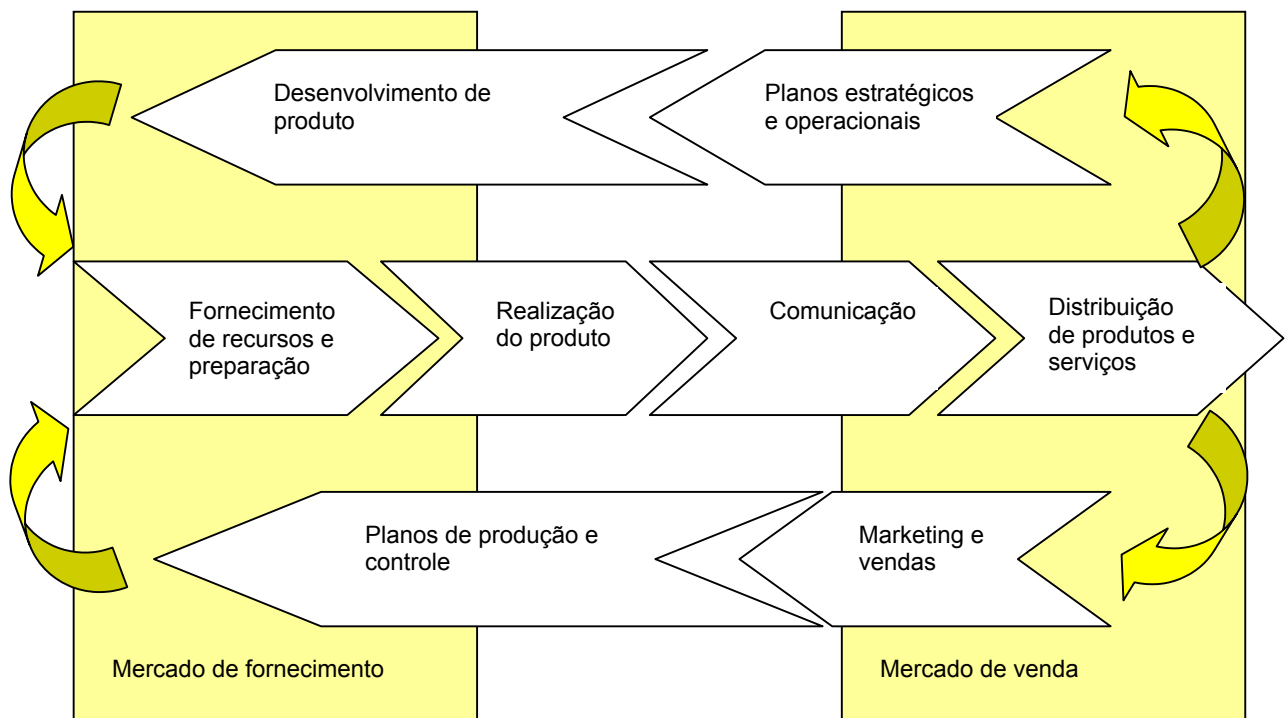 Desenvolvimento de
produto
Planos estratégicos
e operacionais
Fornecimento
de recursos e
preparação
Realização
do produto
Comunicação
Distribuição
de produtos e
serviços
Planos de produção e
controle
Marketing e
vendas
Mercado de fornecimento
Mercado de venda